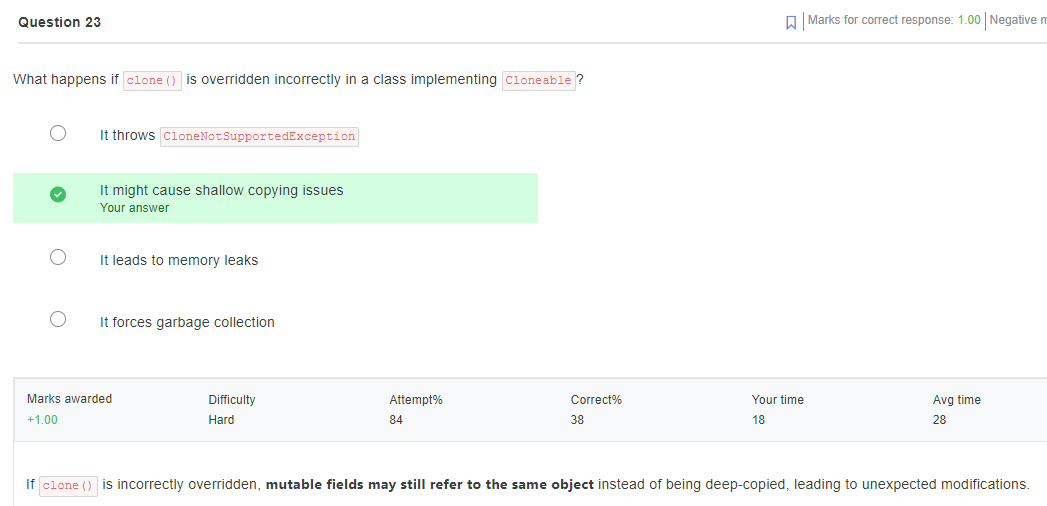 Question 23
Marks for correct response: 1.00 Negative
What happens if clone() is overridden incorrectly in a class implementing Cloneable?
It throws CloneNotSupportedException
It might cause shallow copying issues
Your answer
It leads to memory leaks
It forces garbage collection
Marks awarded Difficulty Attempt% Correct% Your time Avg time
+1.00 Hard 84 38 18 28
If clone() is incorrectly overridden, mutable fields may still refer to the same object instead of being deep-copied, leading to unexpected modifications.